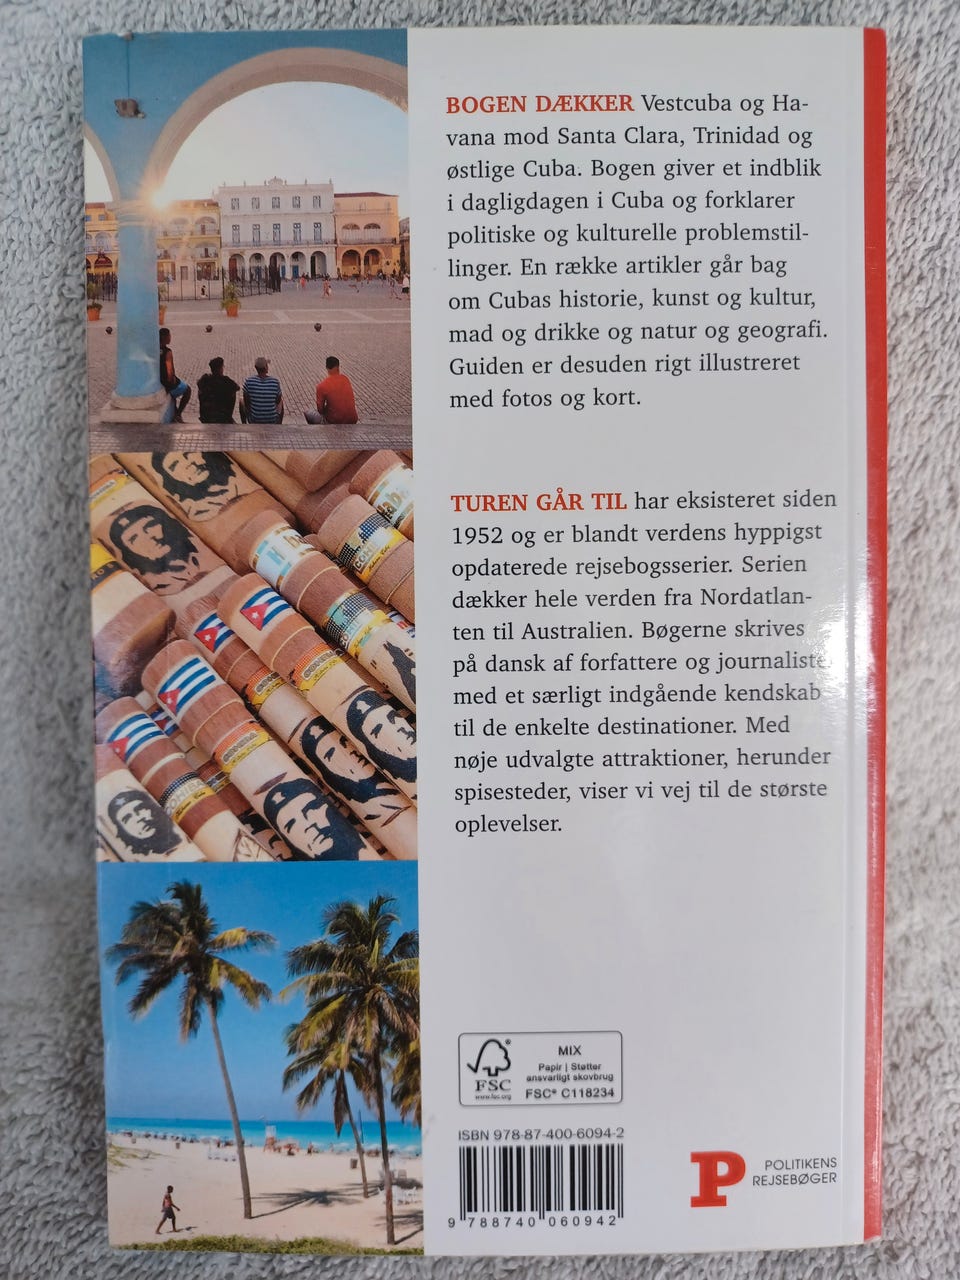 BOGEN DÆKKER Vestcuba og Ha-
vana mod Santa Clara, Trinidad og
østlige Cuba. Bogen giver et indblik
i dagligdagen i Cuba og forklarer
politiske og kulturelle problemstil-
linger. En række artikler går bag
om Cubas historie, kunst og kultur,
mad og drikke og natur og geografi.
Guiden er desuden rigt illustreret
med fotos og kort.
TUREN GÅR TIL har eksisteret siden
1952 og er blandt verdens hyppigst
opdaterede rejsebogsserier. Serien
dækker hele verden fra Nordatlan-
ten til Australien. Bøgerne skrives
på dansk af forfattere og journaliste
med et særligt indgående kendskab
til de enkelte destinationer. Med
nøje udvalgte attraktioner, herunder
spisesteder, viser vi vej til de største
oplevelser.
FSC
www.fsc.org
MIX
Papir | Støtter
ansvarligt skovbrug
FSC® C118234
ISBN 978-87-400-6094-2
9 788740 060942
P
POLITIKENS
REJSEBØGER
COHIBA